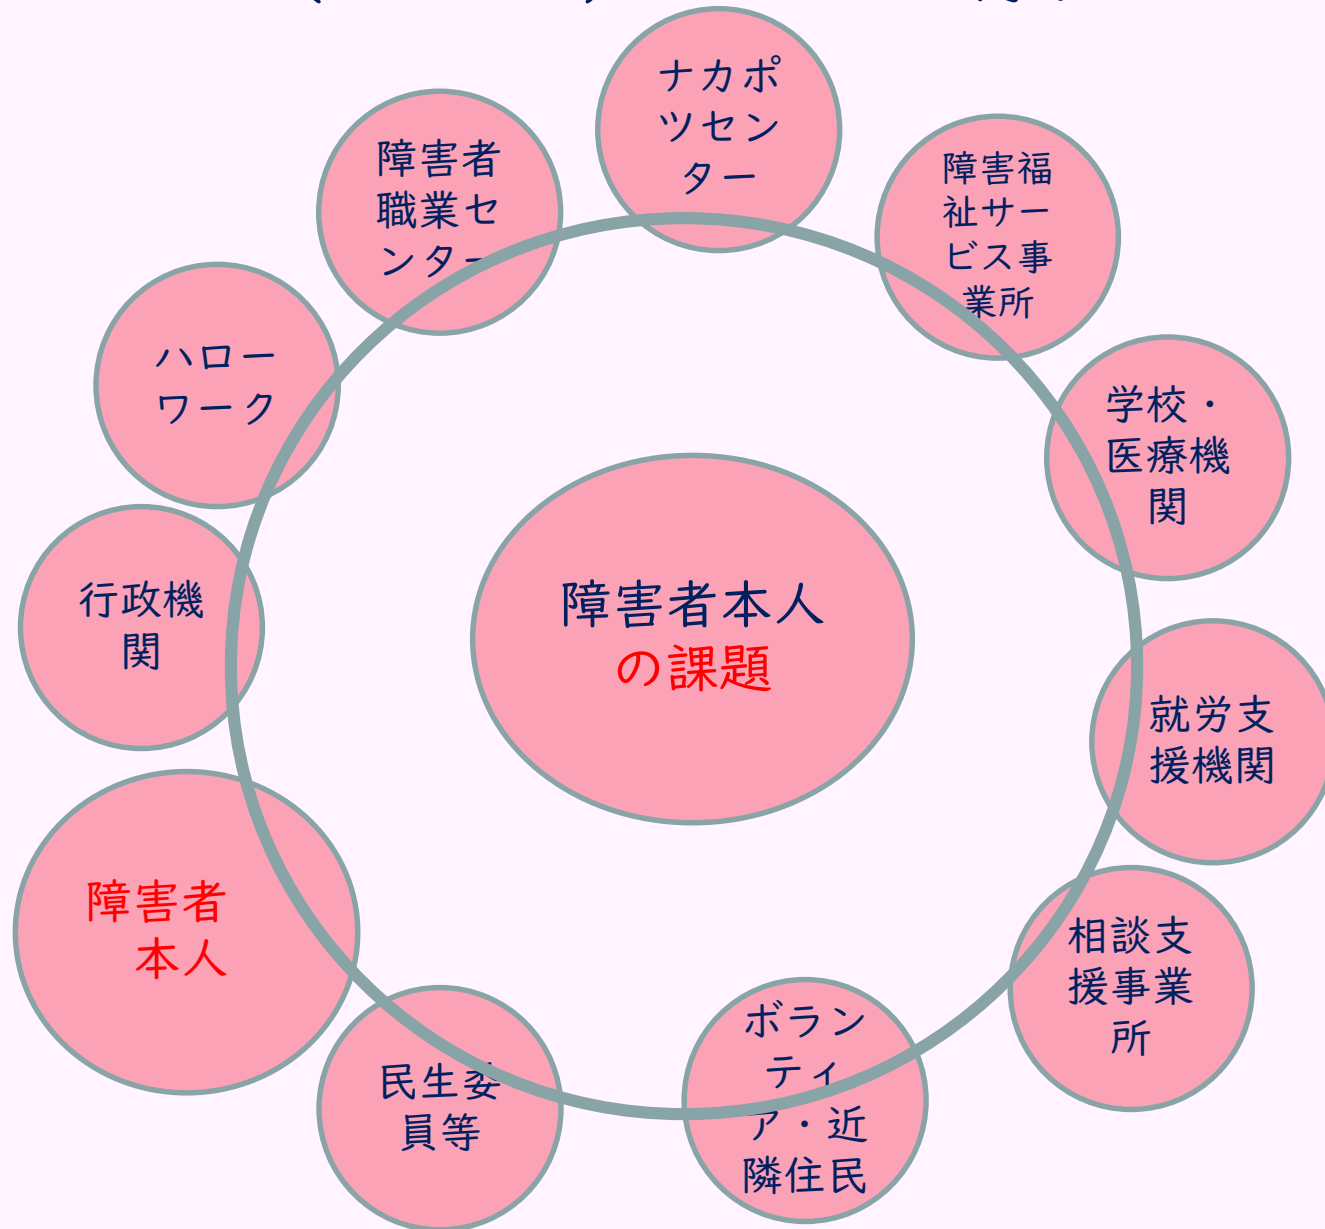 ナカポ
ツセン
ター
障害者
職業セ
ンター
障害福
祉サー
ビス事
業所
ハロー
ワーク
学校・
医療機
関
行政機
関
障害者本人
の課題
就労支
援機関
障害者
本人
相談支
援事業
所
民生委
員等
ボラン
ティ
ア・近
隣住民